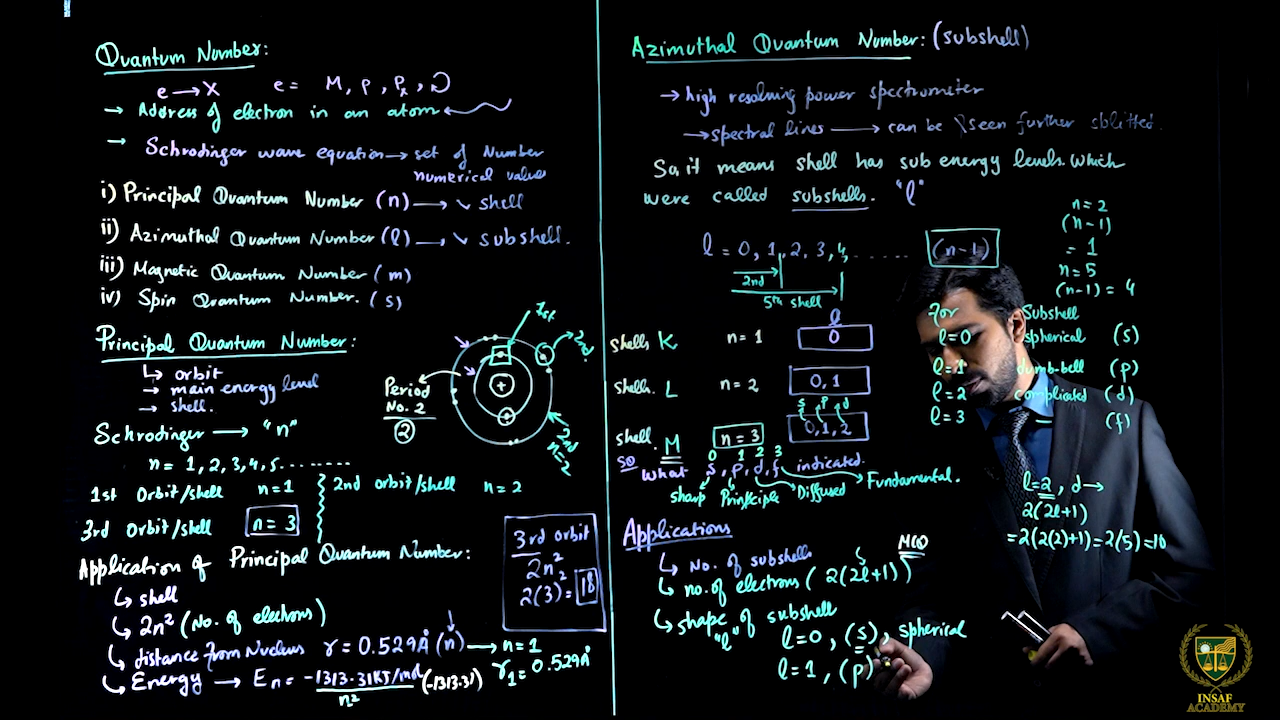 Quantum Number:
e → X   e = M, P, Px, D
→ Address of electron in an atom
→ Schrodinger wave equation → set of Number
numerical values
i) Principal Quantum Number (n) → shell
ii) Azimuthal Quantum Number (l) → subshell.
iii) Magnetic Quantum Number (m)
iv) Spin Quantum Number. (s)
Principal Quantum Number:
↳ orbit
→ main energy level
→ shell.
1st
2nd
Period
No. 2
②
2nd
n=2
Schrodinger → "n"
n = 1, 2, 3, 4, 5........
1st Orbit/shell n=1
2nd orbit/shell n = 2
3rd Orbit/shell n = 3
Application of Principal Quantum Number:
↳ shell
↳ 2n² (No. of electrons)
↳ distance from Nucleus r = 0.529Å (n) → n = 1
r₁ = 0.529Å
↳ Energy → En = -1313.31KJ/mol (-1313.31)
n²
3rd orbit
2n²
2(3)² = 18
Azimuthal Quantum Number: (subshell)
→ high resolving power spectrometer
→ spectral lines → can be seen further splitted.
So, it means shell has sub energy levels which
were called subshells. "l"
l = 0, 1, 2, 3, 4, ...... (n-1)
2nd
5th shell
n = 2
(n-1)
= 1
n = 5
(n-1) = 4
l
shells K n = 1 0
shells. L n = 2 0, 1
s p d
shell M n = 3 0, 1, 2
0 1 2 3
so what s, p, d, f indicated.
sharp Principle Diffused Fundamental.
For Subshell
l=0 spherical (s)
l=1 dumb-bell (p)
l=2 complicated (d)
l=3 — (f)
l=2, d →
2(2l+1)
= 2(2(2)+1) = 2(5) = 10
Applications
↳ No. of subshells
MCQ
↳ no. of electrons (2(2l+1))
↳ shape of subshell
"l"
l=0, (s), spherical
l=1, (p)
INSAF
ACADEMY